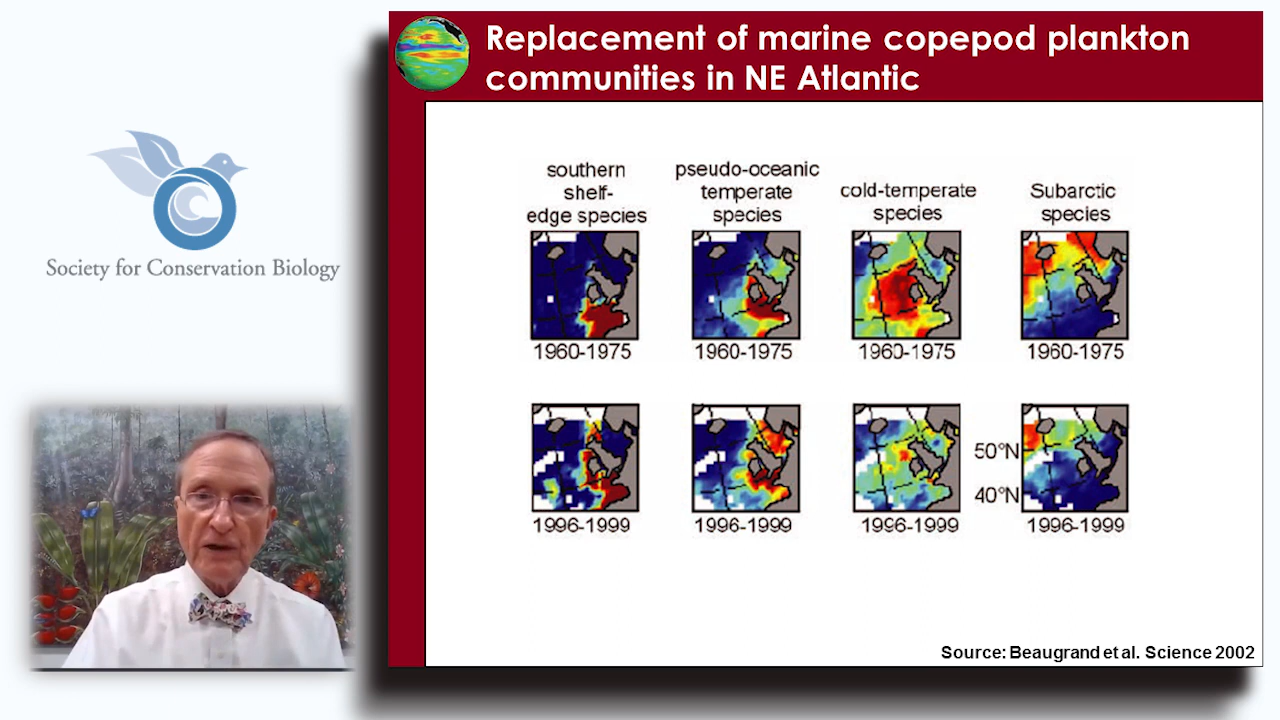 Replacement of marine copepod plankton
communities in NE Atlantic
Society for Conservation Biology
southern
shelf-
edge species
pseudo-oceanic
temperate
species
cold-temperate
species
Subarctic
species
1960-1975
1960-1975
1960-1975
1960-1975
50°N
40°N
1996-1999
1996-1999
1996-1999
1996-1999
Source: Beaugrand et al. Science 2002